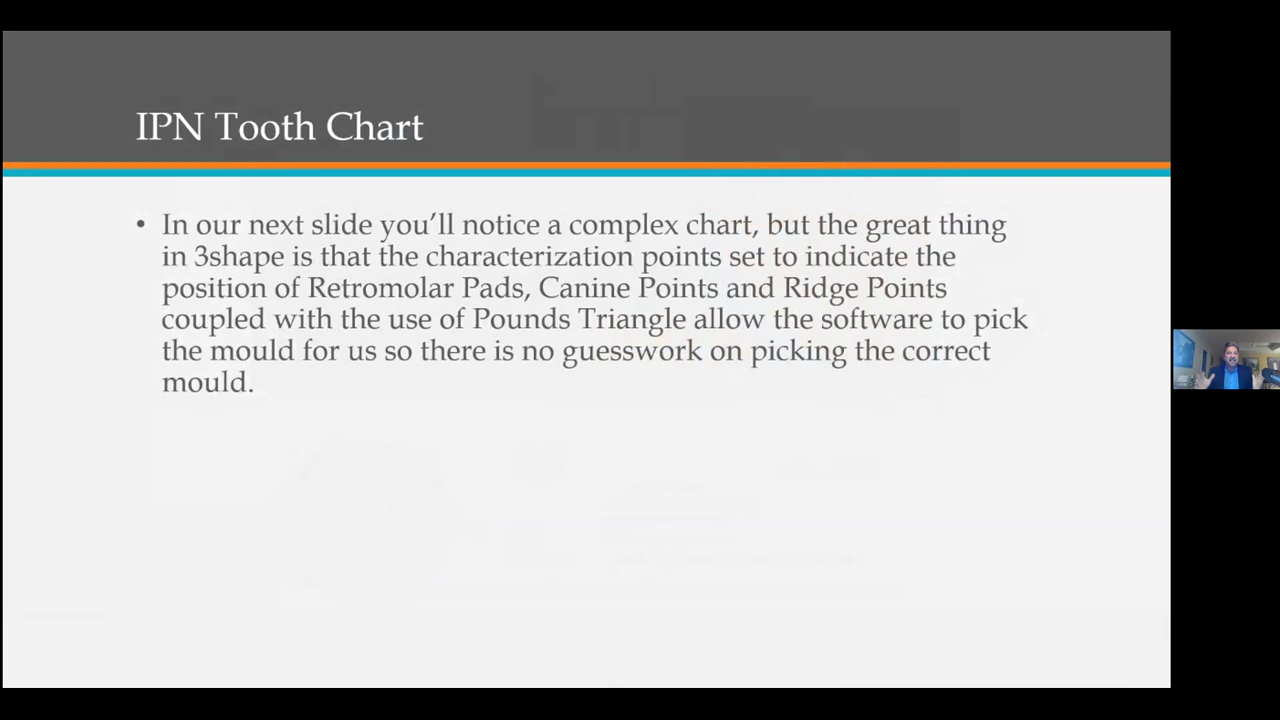 IPN Tooth Chart
• In our next slide you’ll notice a complex chart, but the great thing
in 3shape is that the characterization points set to indicate the
position of Retromolar Pads, Canine Points and Ridge Points
coupled with the use of Pounds Triangle allow the software to pick
the mould for us so there is no guesswork on picking the correct
mould.